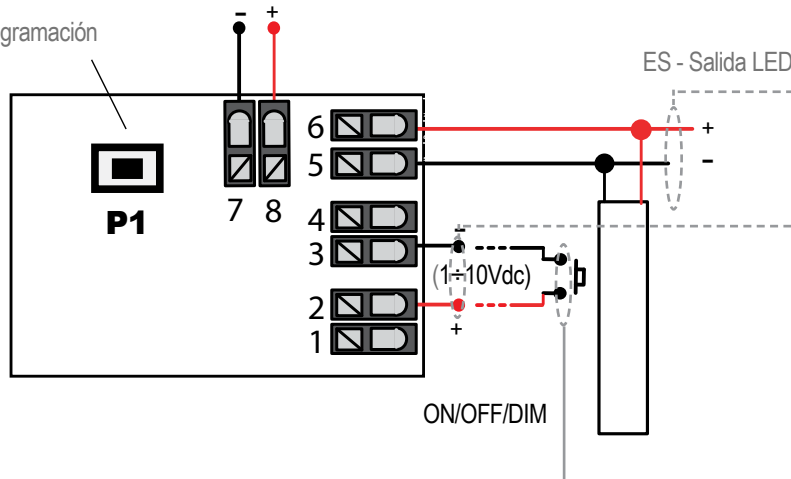 gramación
- +
ES - Salida LED
P1
7 8
6
5
4
3
2
1
+
-
-
(1÷10Vdc)
+
ON/OFF/DIM